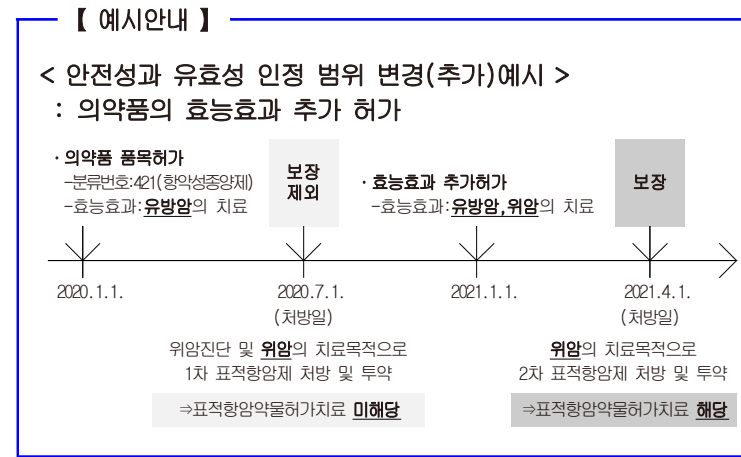 【 예시안내 】
< 안전성과 유효성 인정 범위 변경(추가)예시 >
: 의약품의 효능효과 추가 허가
· 의약품 품목허가
-분류번호:421(항악성종양제)
-효능효과:유방암의 치료
보장
제외
· 효능효과 추가허가
-효능효과:유방암,위암의 치료
보장
2020.1.1.
2020.7.1.
(처방일)
2021.1.1.
2021.4.1.
(처방일)
위암진단 및 위암의 치료목적으로
1차 표적항암제 처방 및 투약
⇒표적항암약물허가치료 미해당
위암의 치료목적으로
2차 표적항암제 처방 및 투약
⇒표적항암약물허가치료 해당